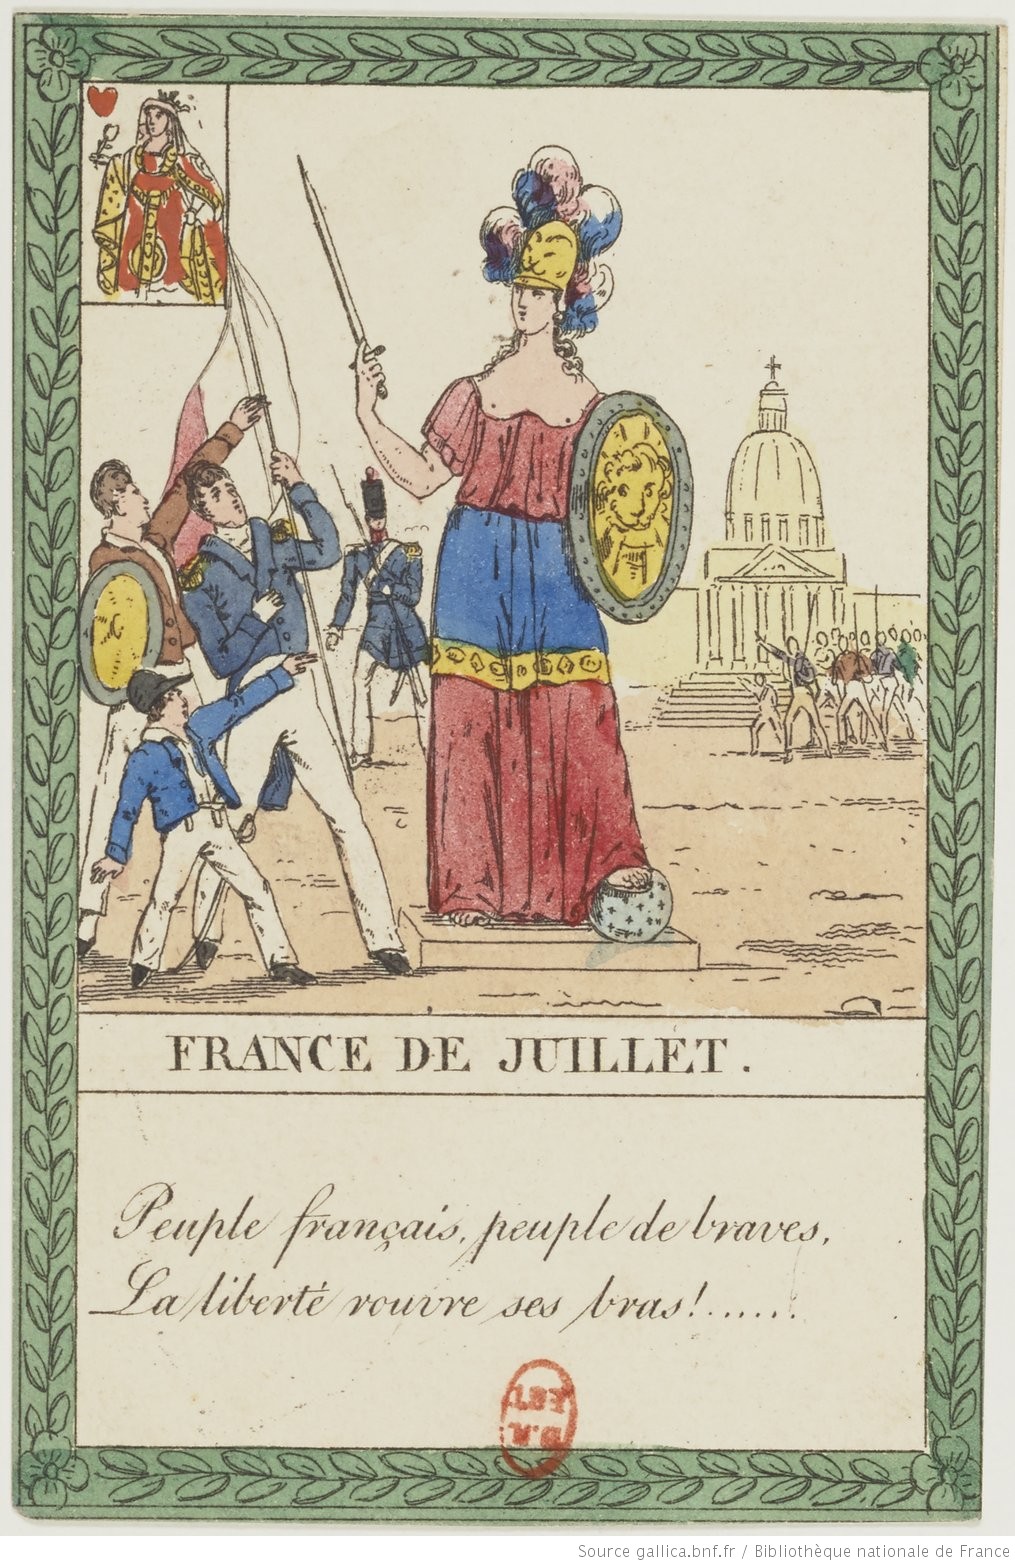 FRANCE DE JUILLET.
Peuple français, peuple de braves,
La liberté rouvre ses bras!......
Source gallica.bnf.fr / Bibliothèque nationale de France